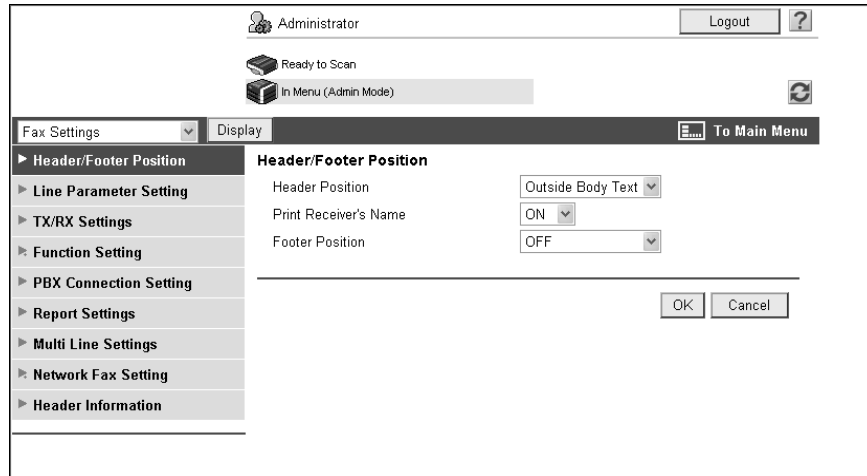 Administrator
Logout
?
Ready to Scan
In Menu (Admin Mode)
Fax Settings
Display
To Main Menu
Header/Footer Position
Line Parameter Setting
TX/RX Settings
Function Setting
PBX Connection Setting
Report Settings
Multi Line Settings
Network Fax Setting
Header Information
Header/Footer Position
Header Position
Outside Body Text
Print Receiver's Name
ON
Footer Position
OFF
OK
Cancel